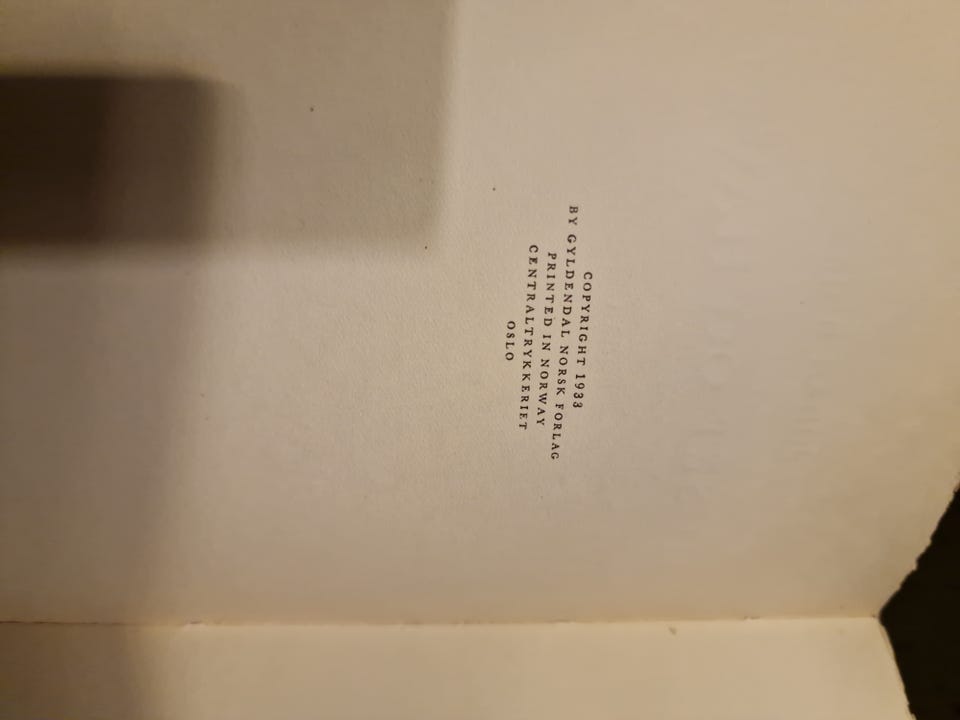 COPYRIGHT 1933
BY GYLDENDAL NORSK FORLAG
PRINTED IN NORWAY
CENTRALTRYKKERIET
OSLO